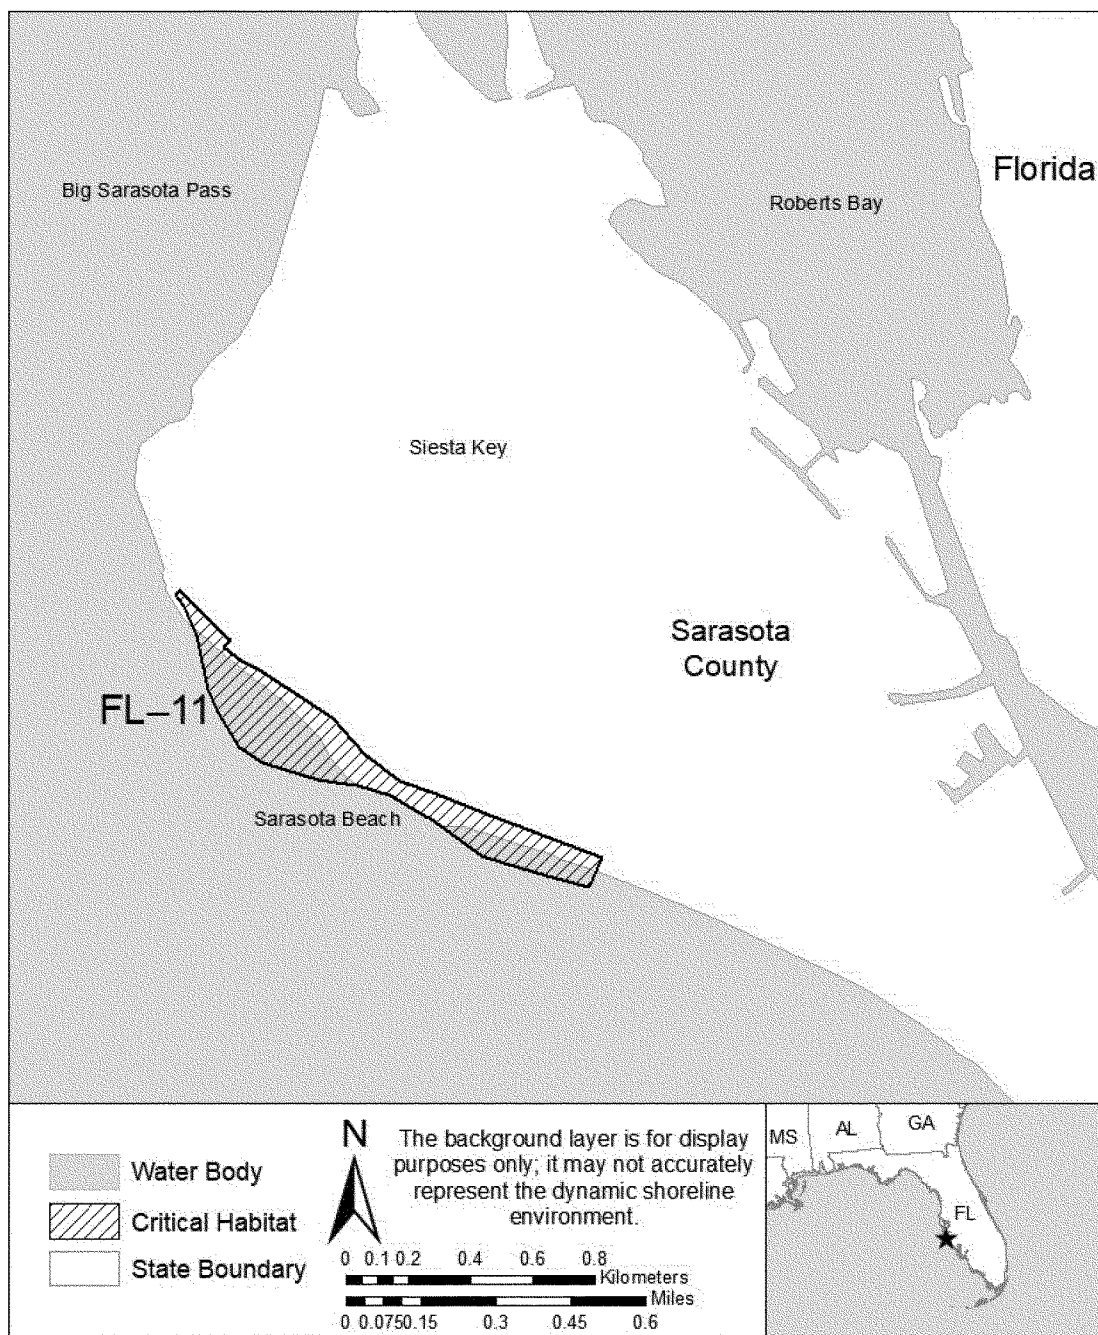 Big Sarasota Pass
Florida
Roberts Bay
Siesta Key
Sarasota
County
FL–11
Sarasota Beach
Water Body
Critical Habitat
State Boundary
N
The background layer is for display
purposes only; it may not accurately
represent the dynamic shoreline
environment.
0 0.1 0.2 0.4 0.6 0.8
Kilometers
Miles
0 0.075 0.15 0.3 0.45 0.6
MS
AL
GA
FL